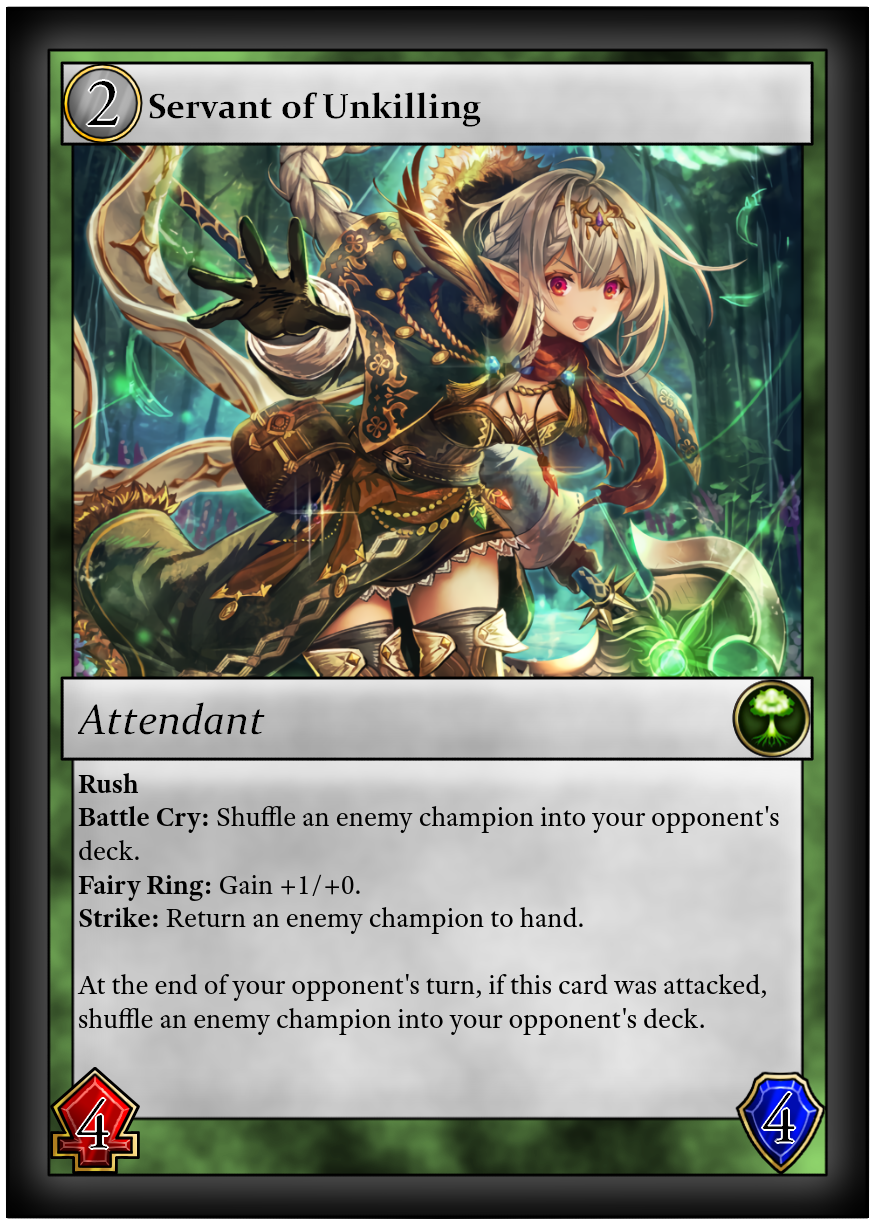 2 Servant of Unkilling
Attendant
Rush
Battle Cry: Shuffle an enemy champion into your opponent's
deck.
Fairy Ring: Gain +1/+0.
Strike: Return an enemy champion to hand.
At the end of your opponent's turn, if this card was attacked,
shuffle an enemy champion into your opponent's deck.
4 4